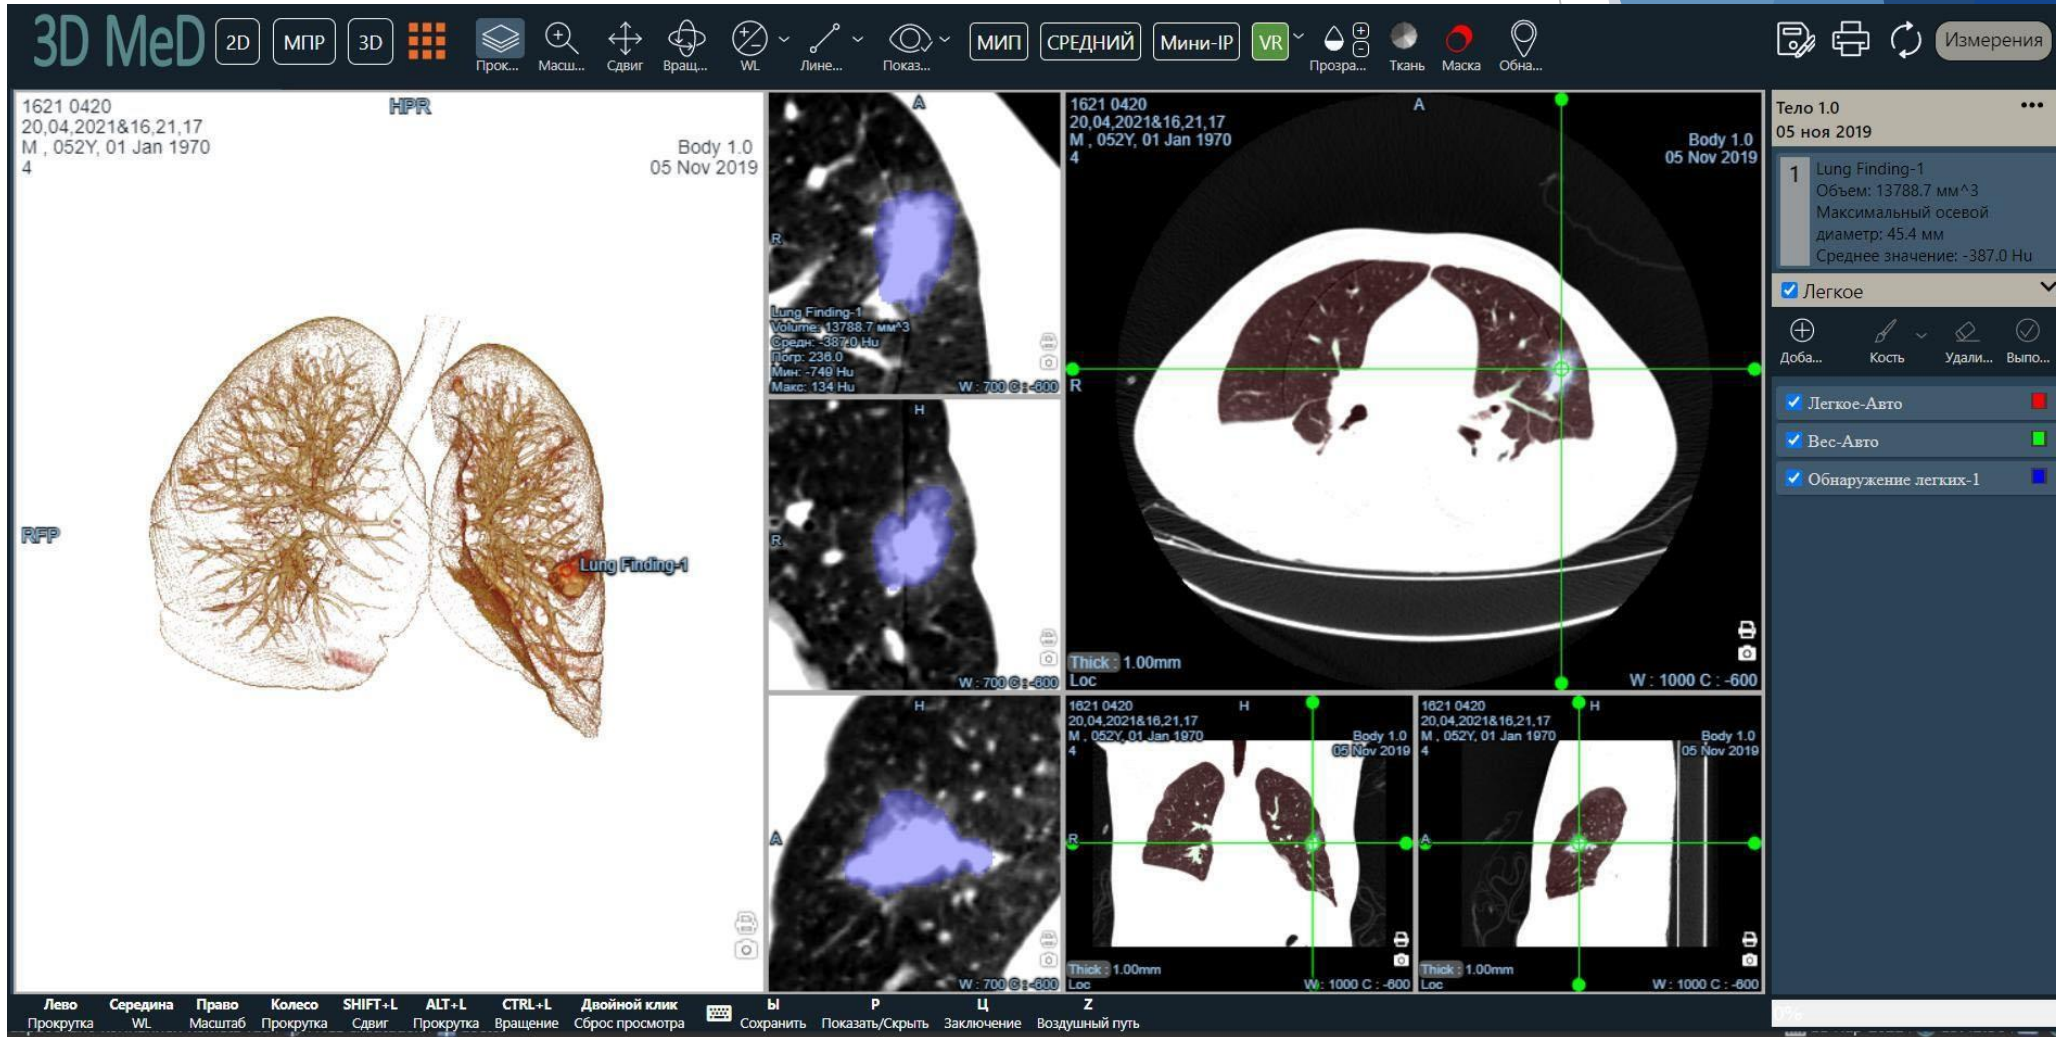 3D MeD
2D
МПР
3D
Прок...
Масш...
Сдвиг
Вращ...
WL
Лине...
Показ...
МИП
СРЕДНИЙ
Мини-IP
VR
Прозра...
Ткань
Маска
Обна...
Измерения
1621 0420
20,04,2021&16,21,17
M , 052Y, 01 Jan 1970
4
HPR
Body 1.0
05 Nov 2019
RFP
Lung Finding-1
A
R
Lung Finding-1
Volume: 13788.7 мм^3
Средн: -387.0 Hu
Погр: 236.0
Мин: -749 Hu
Макс: 134 Hu
W : 700 C : -600
H
R
W : 700 C : -600
H
A
W : 700 C : -600
1621 0420
20,04,2021&16,21,17
M , 052Y, 01 Jan 1970
4
A
Body 1.0
05 Nov 2019
R
Thick : 1.00mm
Loc
W : 1000 C : -600
1621 0420
20,04,2021&16,21,17
M , 052Y, 01 Jan 1970
4
H
Body 1.0
05 Nov 2019
R
Thick : 1.00mm
Loc
W : 1000 C : -600
1621 0420
20,04,2021&16,21,17
M , 052Y, 01 Jan 1970
4
H
Body 1.0
05 Nov 2019
A
Thick : 1.00mm
Loc
W : 1000 C : -600
Тело 1.0
05 ноя 2019
1
Lung Finding-1
Объем: 13788.7 мм^3
Максимальный осевой
диаметр: 45.4 мм
Среднее значение: -387.0 Hu
Легкое
Доба...
Кость
Удали...
Выпо...
Легкое-Авто
Вес-Авто
Обнаружение легких-1
0%
Лево Середина Право Колесо SHIFT+L ALT+L CTRL+L Двойной клик Ы Р Ц Z
Прокрутка WL Масштаб Прокрутка Сдвиг Прокрутка Вращение Сброс просмотра Сохранить Показать/Скрыть Заключение Воздушный путь